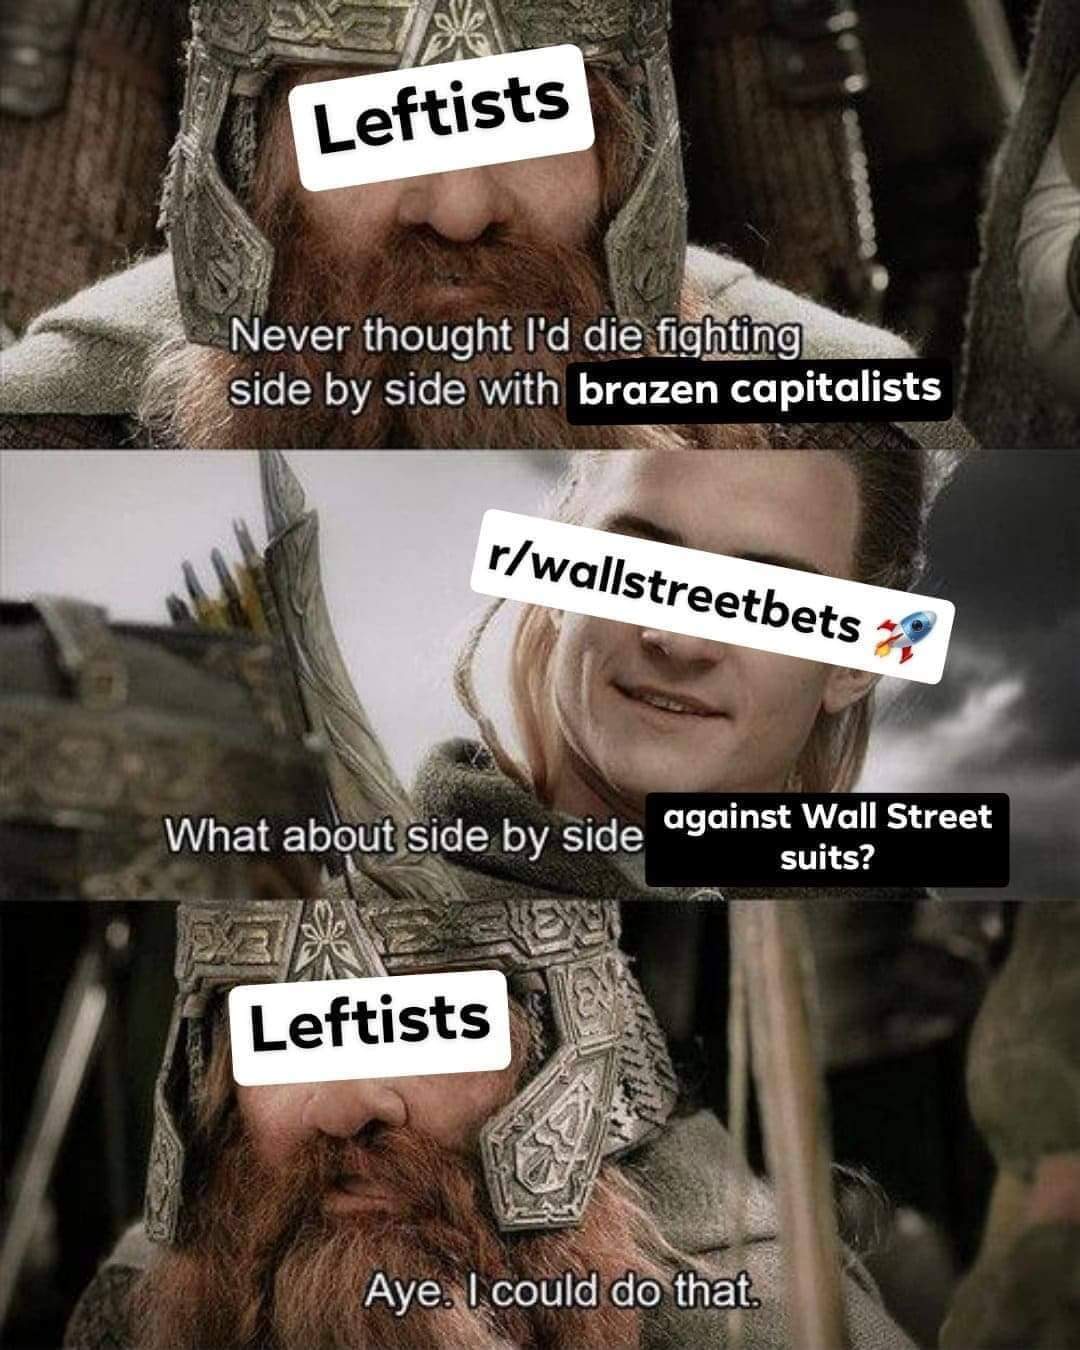 Leftists
Never thought I'd die fighting
side by side with brazen capitalists
r/wallstreetbets 🚀
What about side by side against Wall Street
suits?
Leftists
Aye. I could do that.